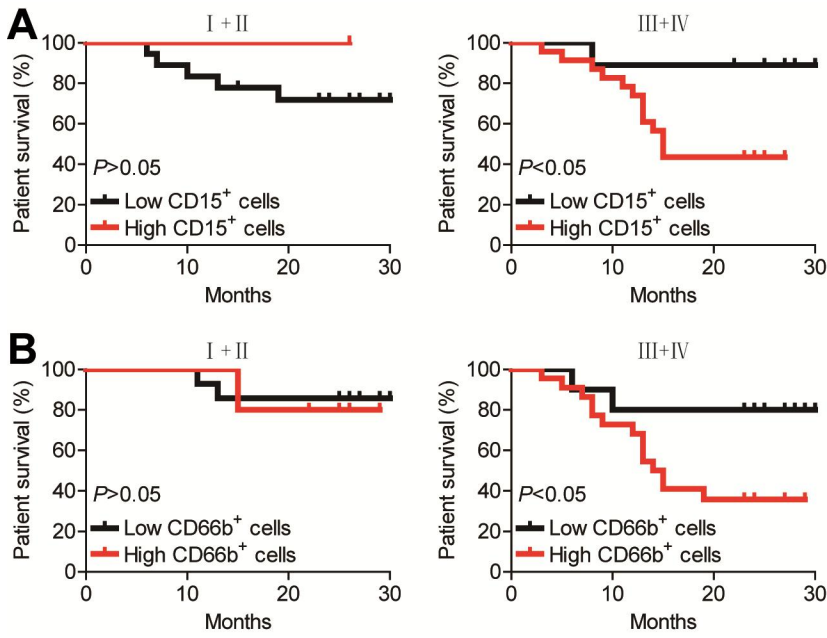 A
I+II
Patient survival (%)
100
80
60
40
20
0
P>0.05
Low CD15+ cells
High CD15+ cells
0 10 20 30
Months
III+IV
Patient survival (%)
100
80
60
40
20
0
P<0.05
Low CD15+ cells
High CD15+ cells
0 10 20 30
Months
B
I+II
Patient survival (%)
100
80
60
40
20
0
P>0.05
Low CD66b+ cells
High CD66b+ cells
0 10 20 30
Months
III+IV
Patient survival (%)
100
80
60
40
20
0
P<0.05
Low CD66b+ cells
High CD66b+ cells
0 10 20 30
Months